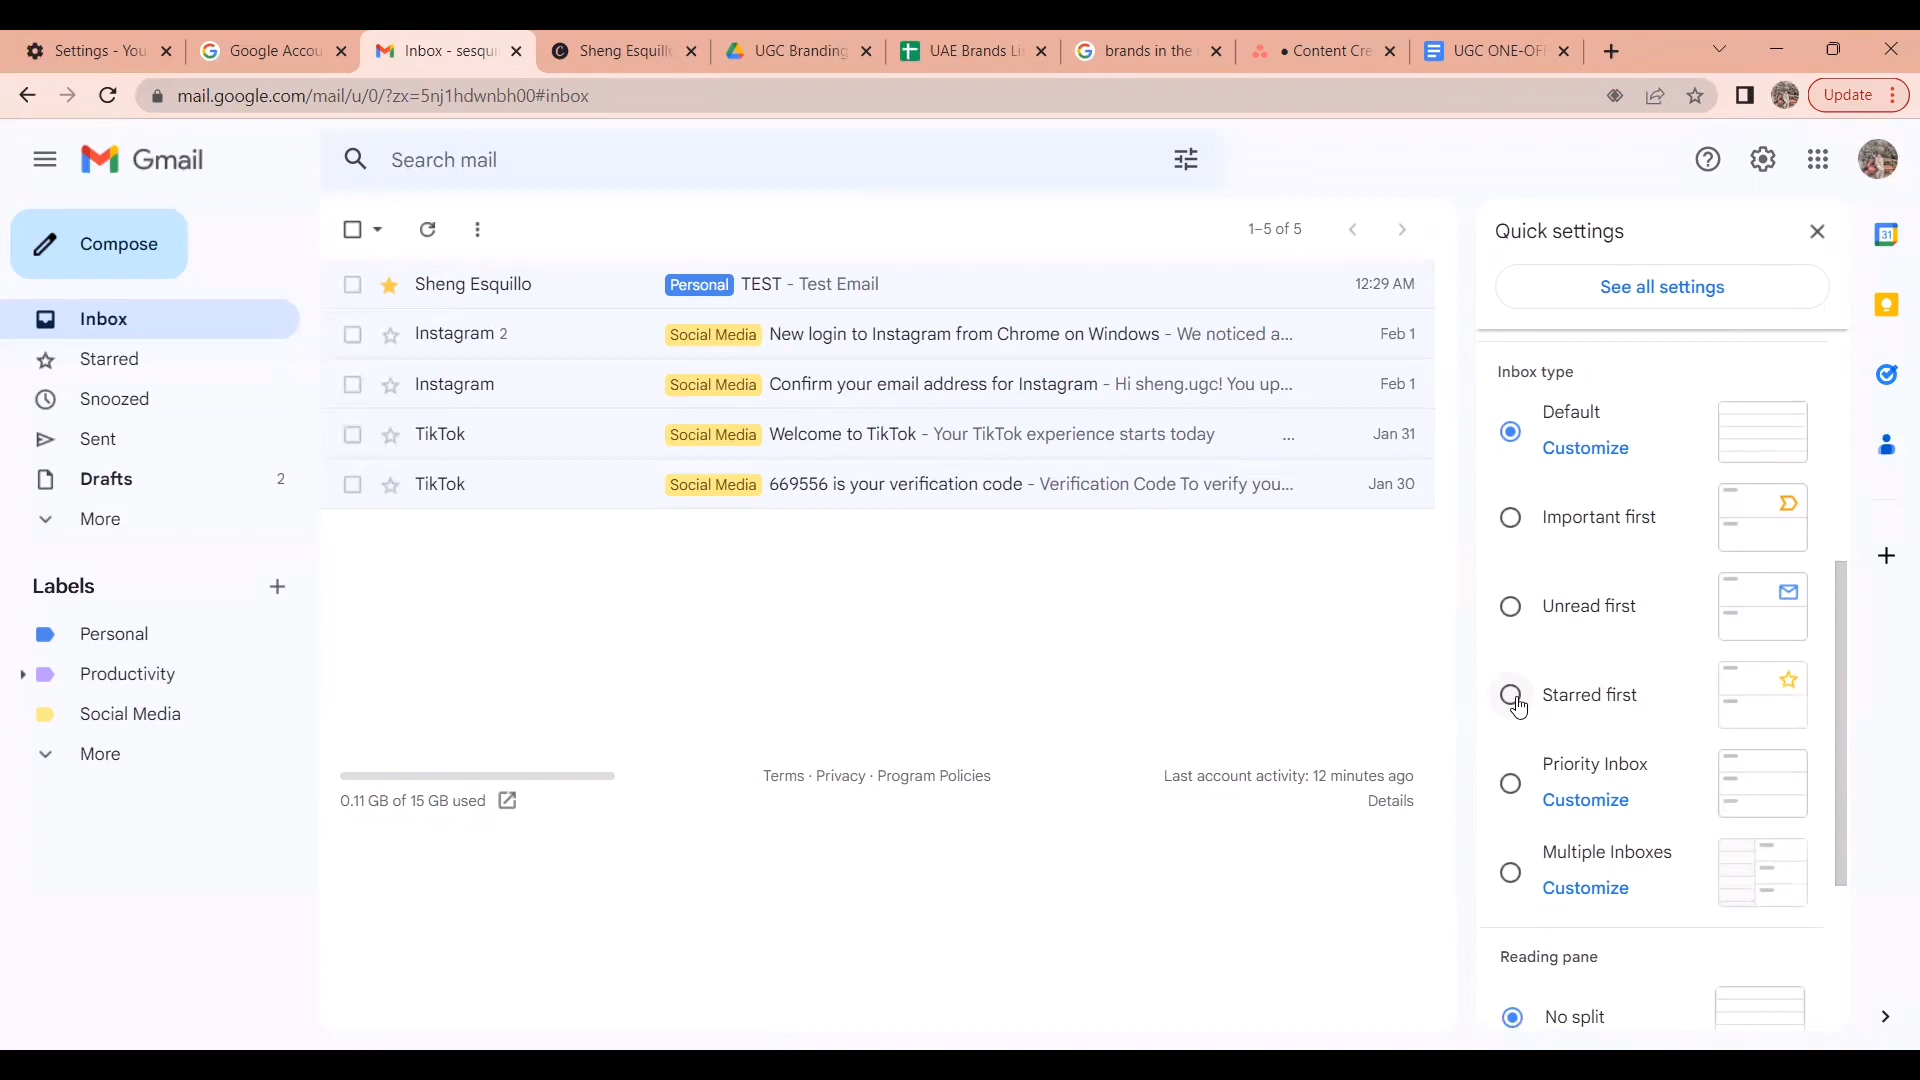 Settings - You
Google Accou
Inbox - sesqui
Sheng Esquill
UGC Branding
UAE Brands Li
brands in the
• Content Cre
UGC ONE-OF
mail.google.com/mail/u/0/?zx=5nj1hdwnbh00#inbox
Update
Gmail
Search mail
Compose
1–5 of 5
Quick settings
See all settings
Inbox
Starred
Snoozed
Sent
Drafts 2
More
Labels
Personal
Productivity
Social Media
More
Sheng Esquillo Personal TEST - Test Email 12:29 AM
Instagram 2 Social Media New login to Instagram from Chrome on Windows - We noticed a... Feb 1
Instagram Social Media Confirm your email address for Instagram - Hi sheng.ugc! You up... Feb 1
TikTok Social Media Welcome to TikTok - Your TikTok experience starts today ... Jan 31
TikTok Social Media 669556 is your verification code - Verification Code To verify you... Jan 30
0.11 GB of 15 GB used
Terms · Privacy · Program Policies
Last account activity: 12 minutes ago
Details
Inbox type
Default
Customize
Important first
Unread first
Starred first
Priority Inbox
Customize
Multiple Inboxes
Customize
Reading pane
No split
31